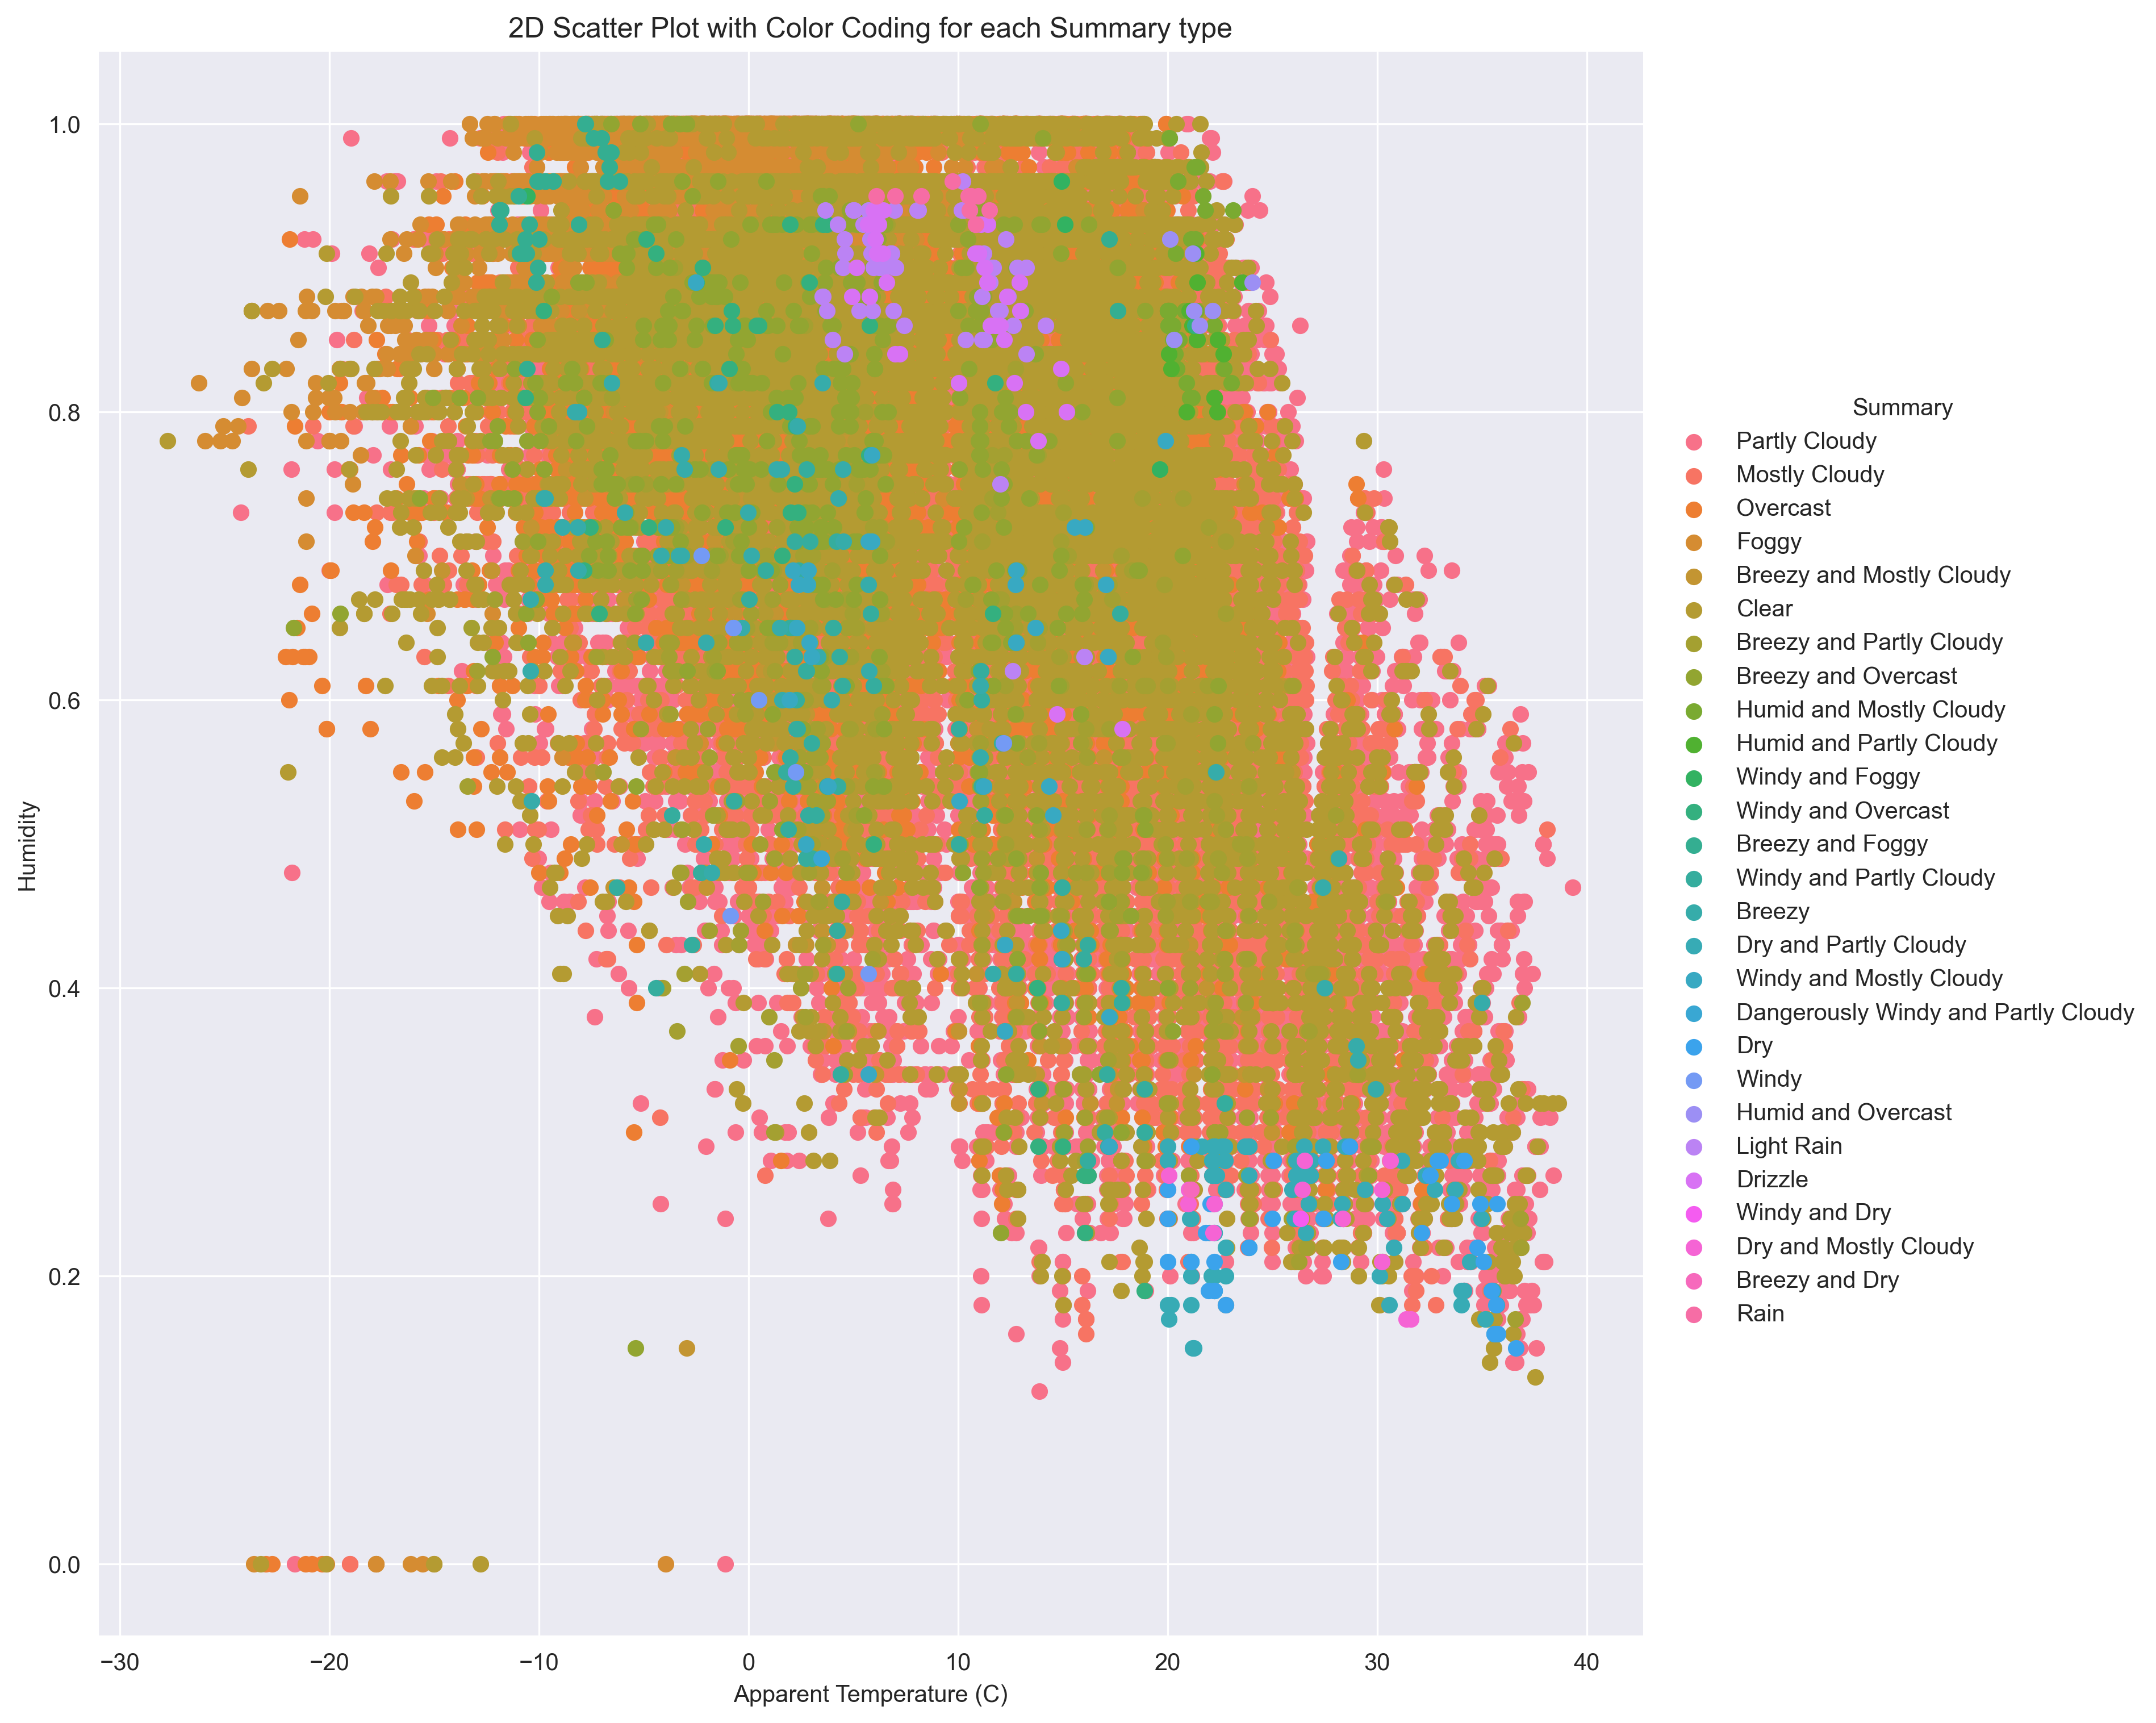 2D Scatter Plot with Color Coding for each Summary type
1.0
0.8
0.6
0.4
0.2
0.0
Humidity
−30
−20
−10
0
10
20
30
40
Apparent Temperature (C)
Summary
Partly Cloudy
Mostly Cloudy
Overcast
Foggy
Breezy and Mostly Cloudy
Clear
Breezy and Partly Cloudy
Breezy and Overcast
Humid and Mostly Cloudy
Humid and Partly Cloudy
Windy and Foggy
Windy and Overcast
Breezy and Foggy
Windy and Partly Cloudy
Breezy
Dry and Partly Cloudy
Windy and Mostly Cloudy
Dangerously Windy and Partly Cloudy
Dry
Windy
Humid and Overcast
Light Rain
Drizzle
Windy and Dry
Dry and Mostly Cloudy
Breezy and Dry
Rain